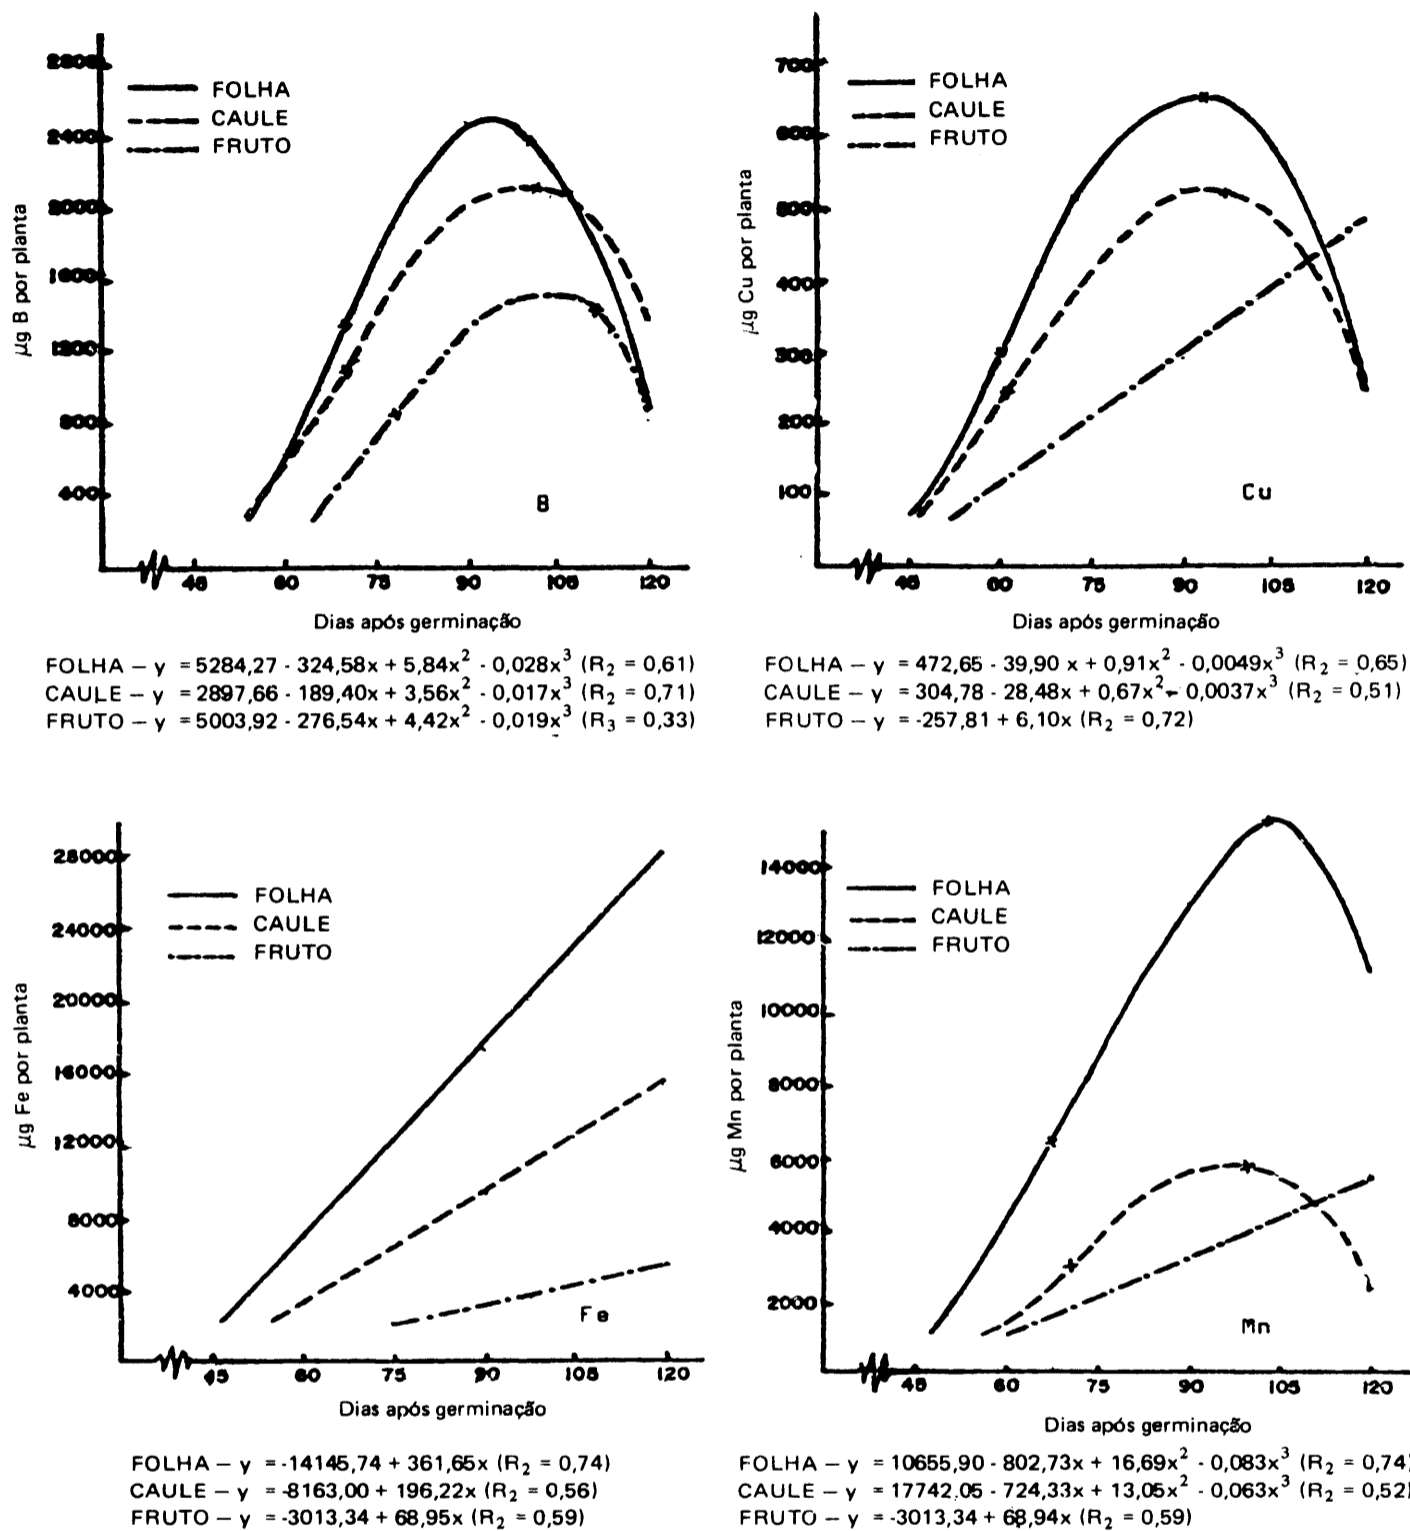 2800
2400
2000
1600
1200
800
400
µg B por planta
FOLHA
CAULE
FRUTO
B
45 60 75 90 105 120
Dias após germinação
FOLHA – y = 5284,27 - 324,58x + 5,84x² - 0,028x³ (R₂ = 0,61)
CAULE – y = 2897,66 - 189,40x + 3,56x² - 0,017x³ (R₂ = 0,71)
FRUTO – y = 5003,92 - 276,54x + 4,42x² - 0,019x³ (R₃ = 0,33)
700
600
500
400
300
200
100
µg Cu por planta
FOLHA
CAULE
FRUTO
Cu
45 60 75 90 105 120
Dias após germinação
FOLHA – y = 472,65 - 39,90 x + 0,91x² - 0,0049x³ (R₂ = 0,65)
CAULE – y = 304,78 - 28,48x + 0,67x² - 0,0037x³ (R₂ = 0,51)
FRUTO – y = -257,81 + 6,10x (R₂ = 0,72)
28000
24000
20000
16000
12000
8000
4000
µg Fe por planta
FOLHA
CAULE
FRUTO
Fe
45 60 75 90 105 120
Dias após germinação
FOLHA – y = -14145,74 + 361,65x (R₂ = 0,74)
CAULE – y = -8163,00 + 196,22x (R₂ = 0,56)
FRUTO – y = -3013,34 + 68,95x (R₂ = 0,59)
14000
12000
10000
8000
6000
4000
2000
µg Mn por planta
FOLHA
CAULE
FRUTO
Mn
45 60 75 90 105 120
Dias após germinação
FOLHA – y = 10655,90 - 802,73x + 16,69x² - 0,083x³ (R₂ = 0,74)
CAULE – y = 17742,05 - 724,33x + 13,05x² - 0,063x³ (R₂ = 0,52)
FRUTO – y = -3013,34 + 68,94x (R₂ = 0,59)